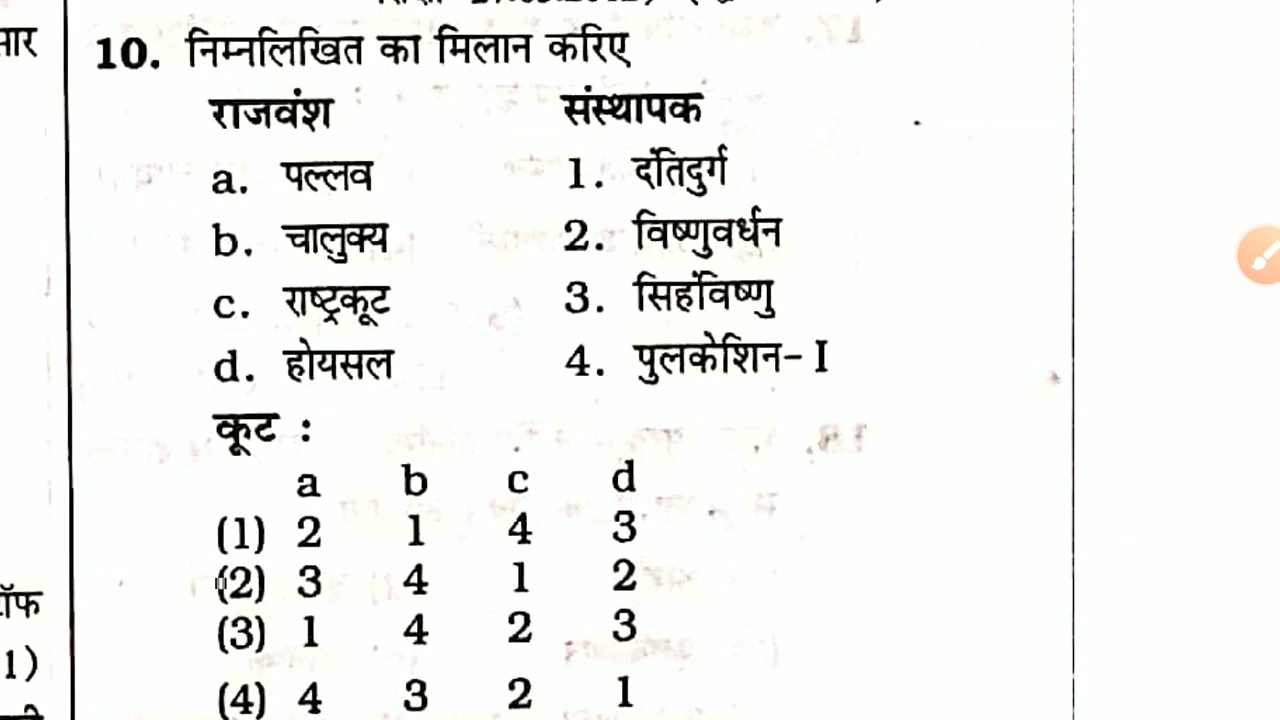 सार
10. निम्नलिखित का मिलान करिए
राजवंश संस्थापक
a. पल्लव 1. दंतिदुर्ग
b. चालुक्य 2. विष्णुवर्धन
c. राष्ट्रकूट 3. सिहंविष्णु
d. होयसल 4. पुलकेशिन- I
कूट :
a b c d
(1) 2 1 4 3
(2) 3 4 1 2
(3) 1 4 2 3
(4) 4 3 2 1
1)